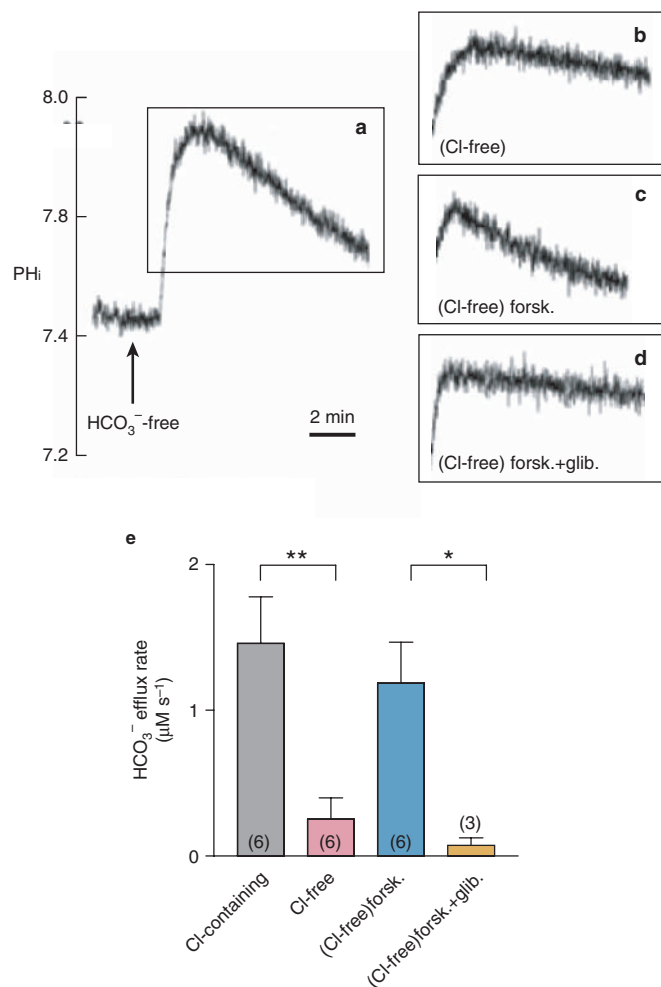 8.0
7.8
7.6
7.4
7.2
PHi
a
HCO3−-free
2 min
b
(Cl-free)
c
(Cl-free) forsk.
d
(Cl-free) forsk.+glib.
e
HCO3− efflux rate
(µM s−1)
2
1
0
**
*
(6)
(6)
(6)
(3)
Cl-containing
Cl-free
(Cl-free)forsk.
(Cl-free)forsk.+glib.